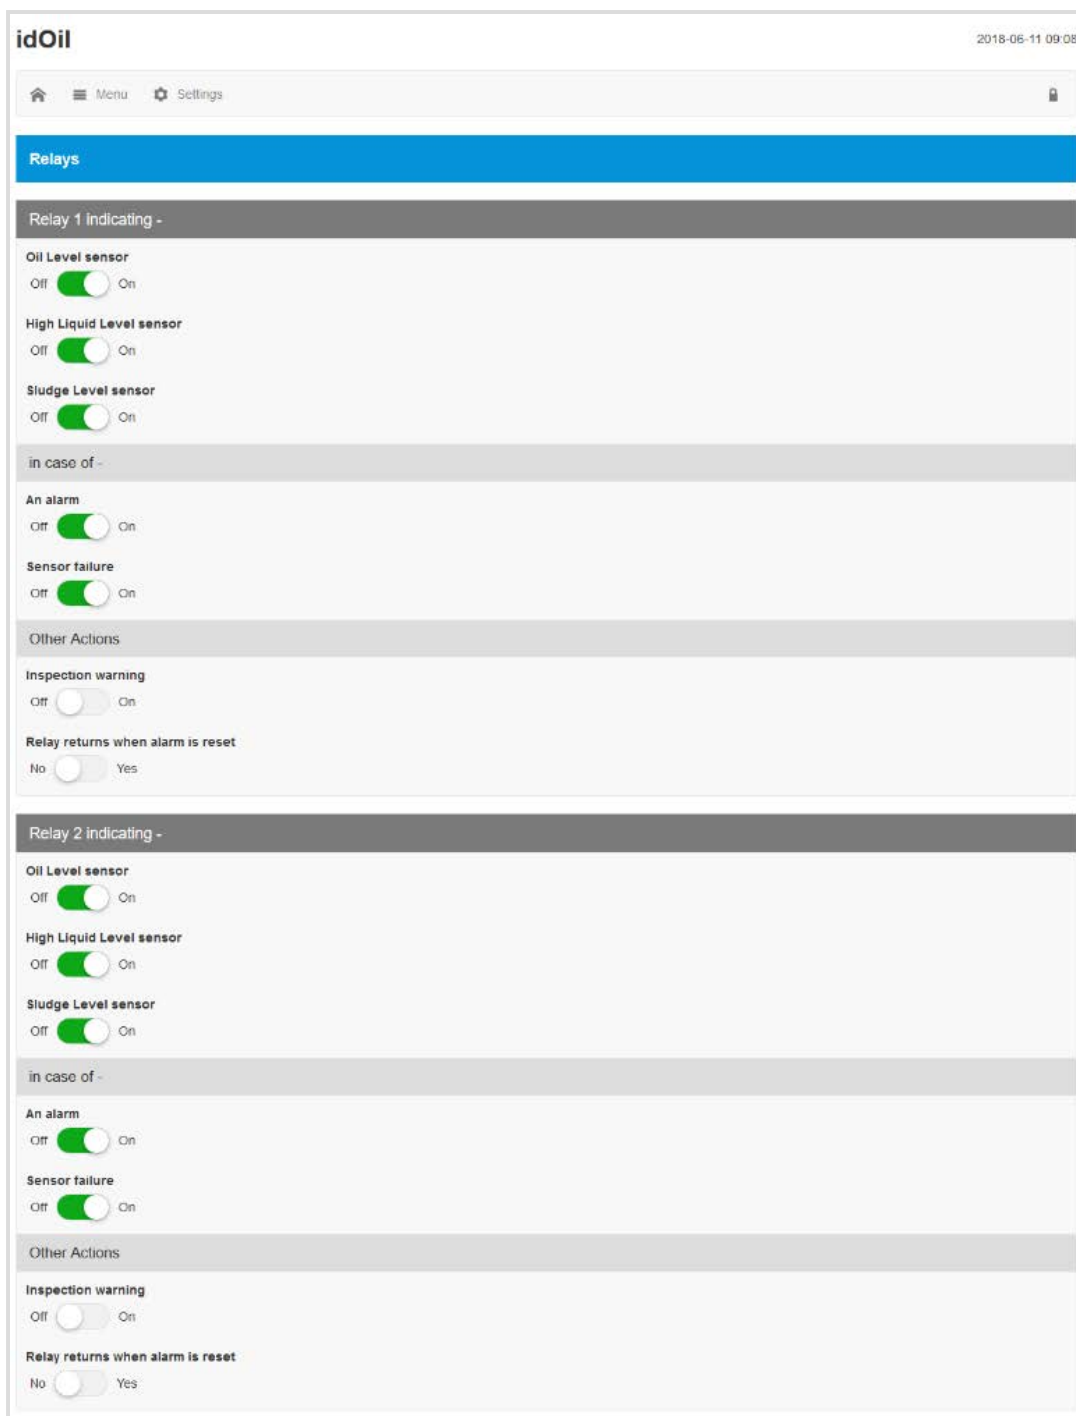 idOil
2018-06-11 09:08
Menu Settings
Relays
Relay 1 indicating -
Oil Level sensor
Off On
High Liquid Level sensor
Off On
Sludge Level sensor
Off On
in case of -
An alarm
Off On
Sensor failure
Off On
Other Actions
Inspection warning
Off On
Relay returns when alarm is reset
No Yes
Relay 2 indicating -
Oil Level sensor
Off On
High Liquid Level sensor
Off On
Sludge Level sensor
Off On
in case of -
An alarm
Off On
Sensor failure
Off On
Other Actions
Inspection warning
Off On
Relay returns when alarm is reset
No Yes